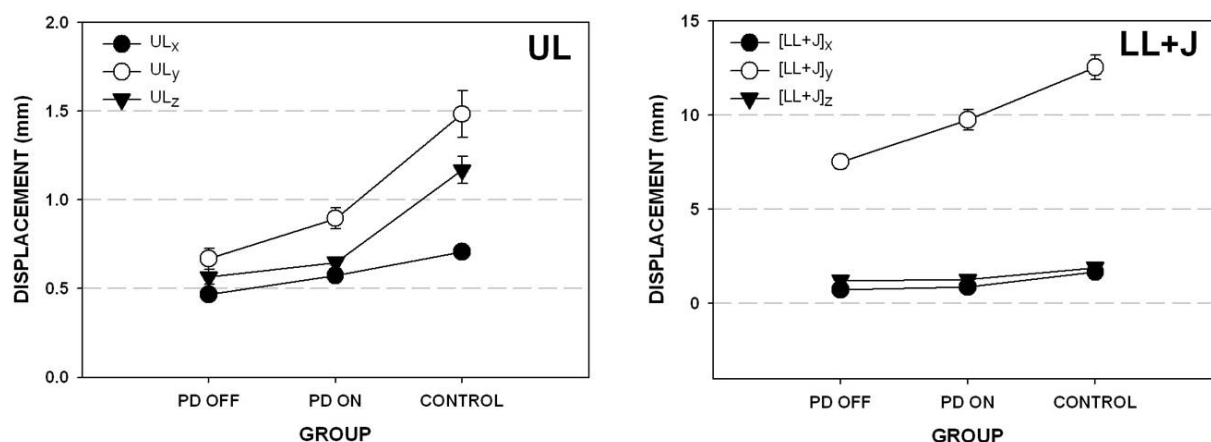 UL
ULx
ULy
ULz
DISPLACEMENT (mm)
2.0
1.5
1.0
0.5
0.0
PD OFF PD ON CONTROL
GROUP
LL+J
[LL+J]x
[LL+J]y
[LL+J]z
DISPLACEMENT (mm)
15
10
5
0
PD OFF PD ON CONTROL
GROUP